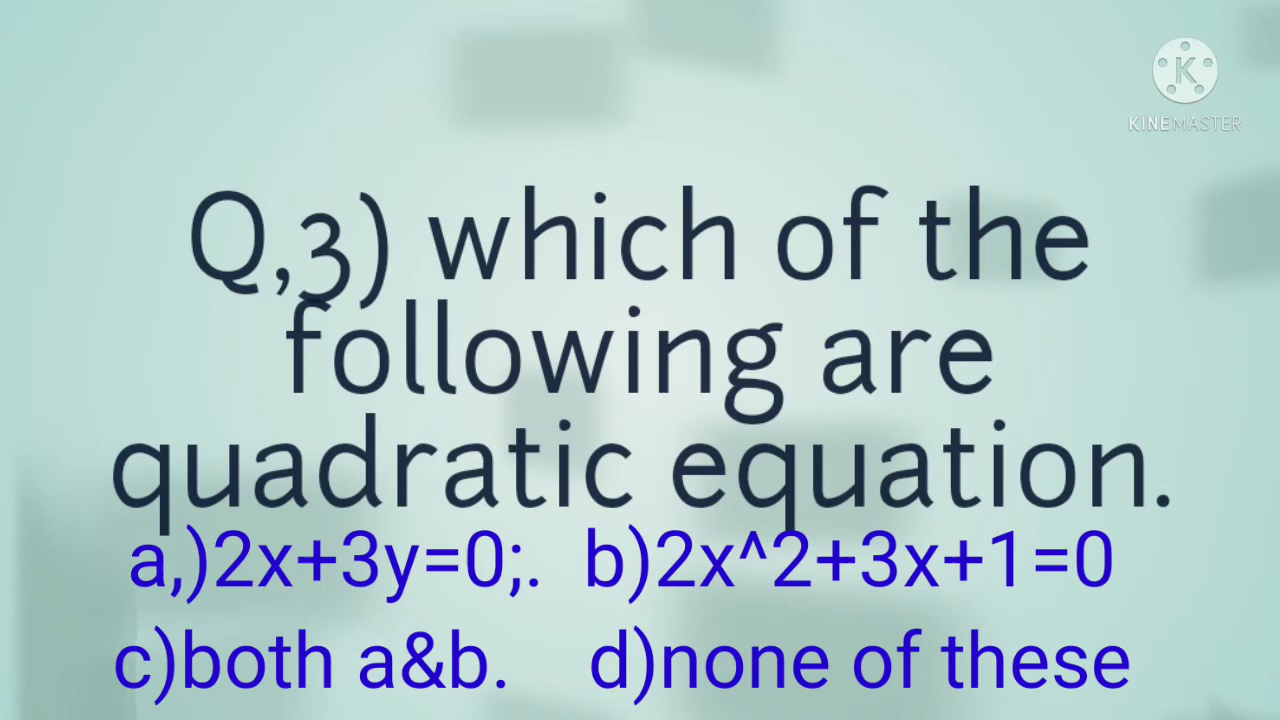 K
KINEMASTER
Q,3) which of the
following are
quadratic equation.
a,)2x+3y=0;. b)2x^2+3x+1=0
c)both a&b. d)none of these